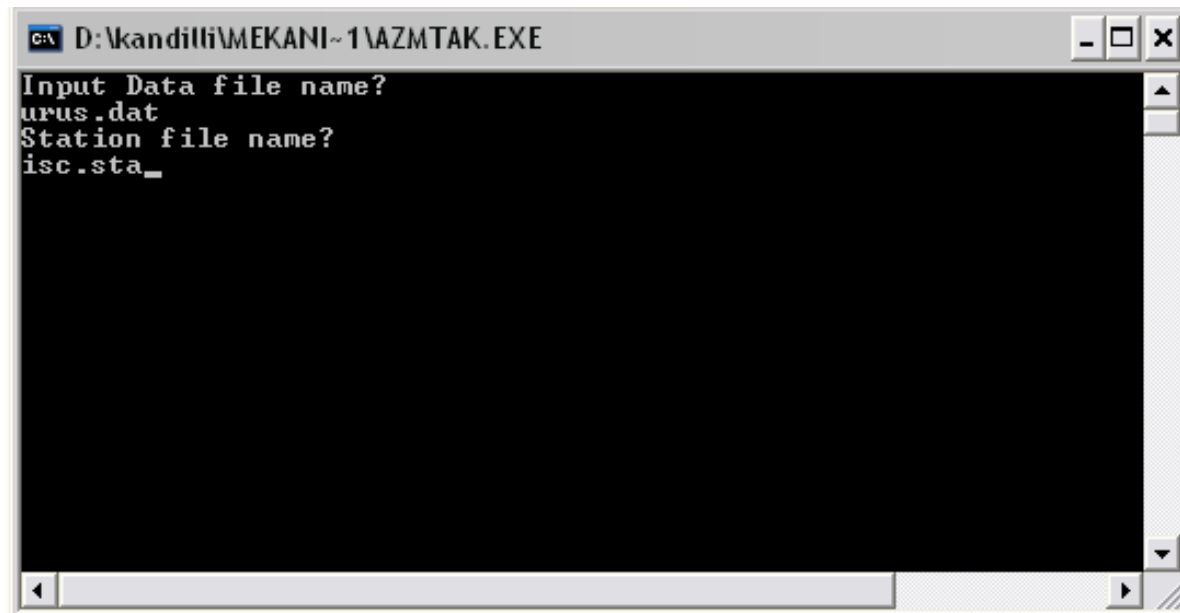 D:\kandilli\MEKANI~1\AZMTAK.EXE
Input Data file name?
urus.dat
Station file name?
isc.sta_